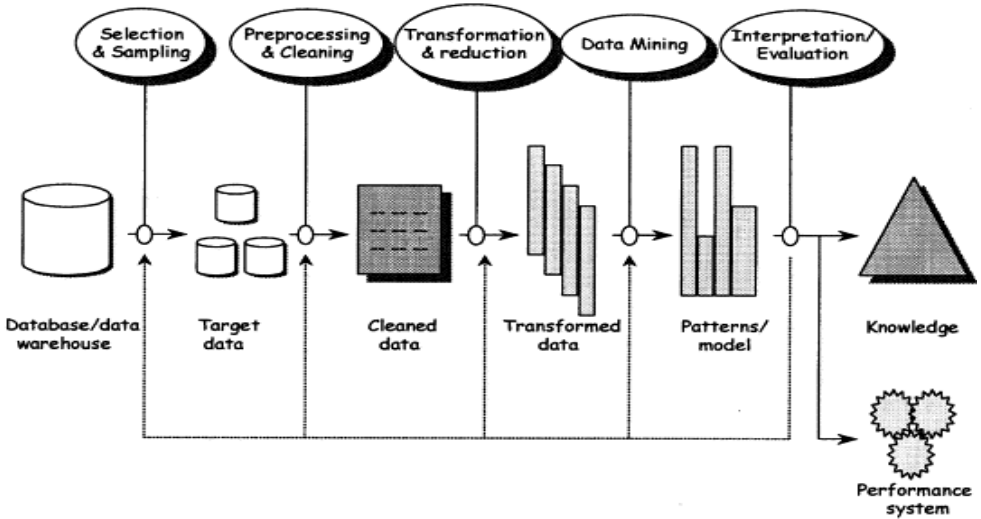 Selection
& Sampling
Preprocessing
& Cleaning
Transformation
& reduction
Data Mining
Interpretation/
Evaluation
Database/data
warehouse
Target
data
Cleaned
data
Transformed
data
Patterns/
model
Knowledge
Performance
system